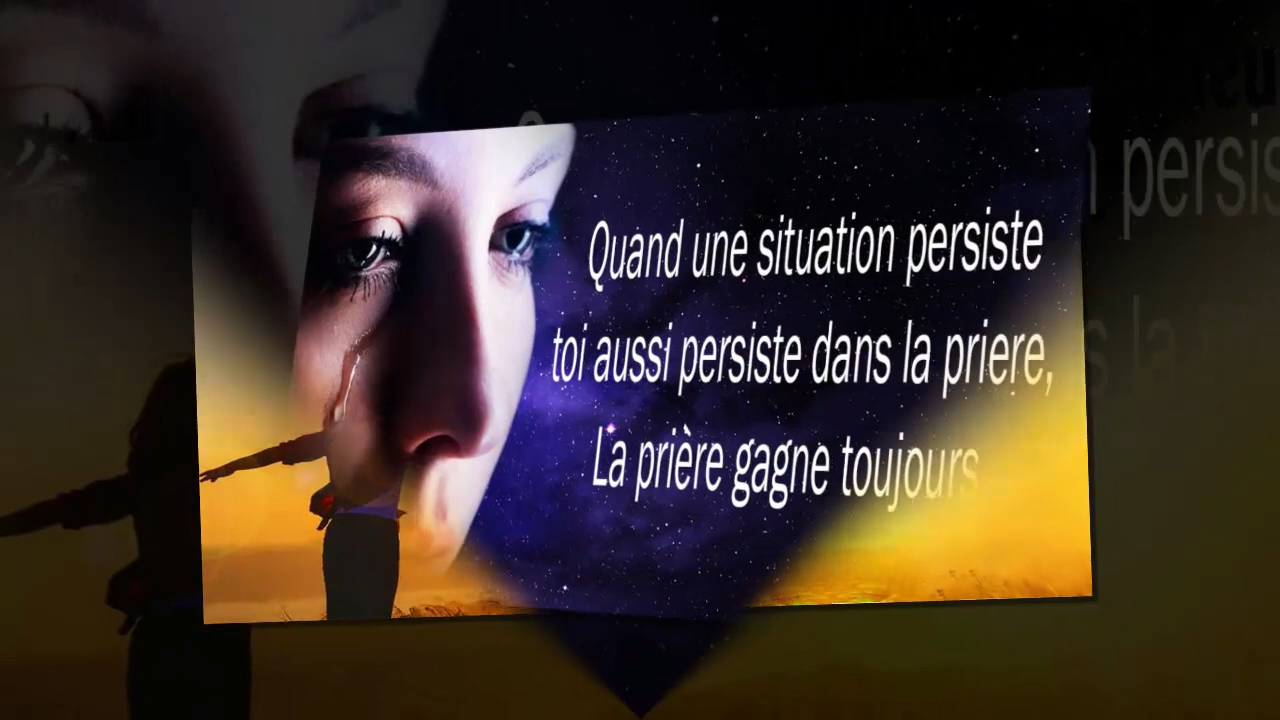 Quand une situation persiste
toi aussi persiste dans la priere,
La prière gagne toujours